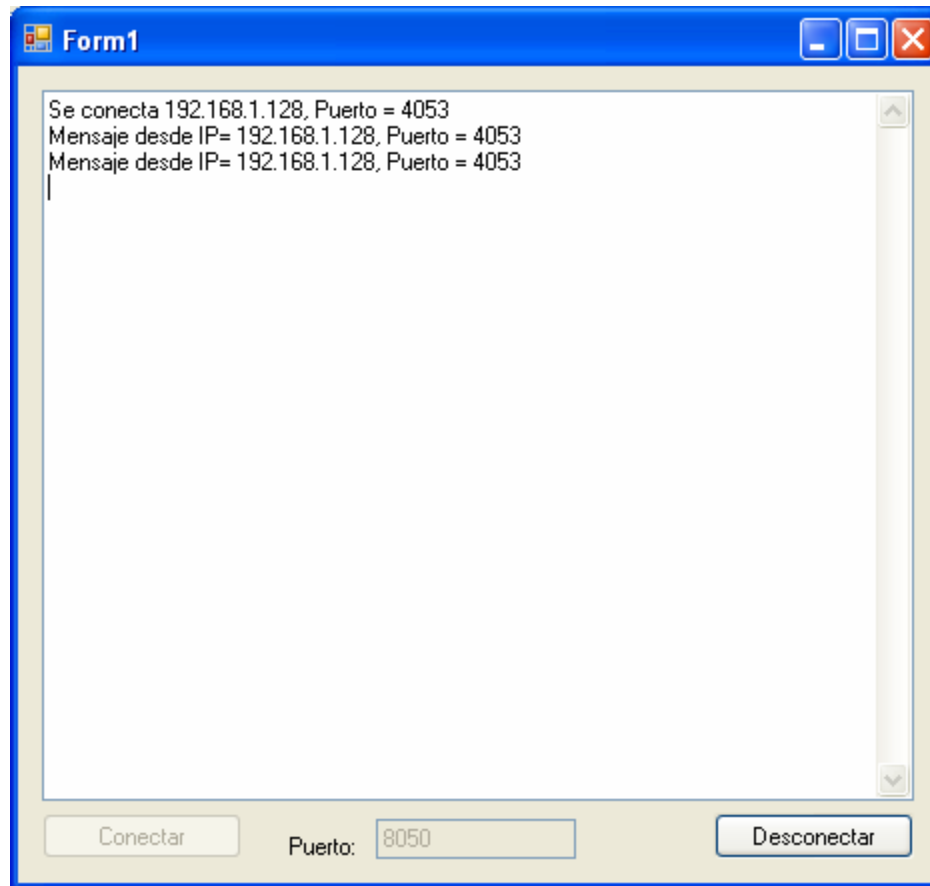 Form1
Se conecta 192.168.1.128, Puerto = 4053
Mensaje desde IP= 192.168.1.128, Puerto = 4053
Mensaje desde IP= 192.168.1.128, Puerto = 4053
Conectar Puerto: 8050 Desconectar